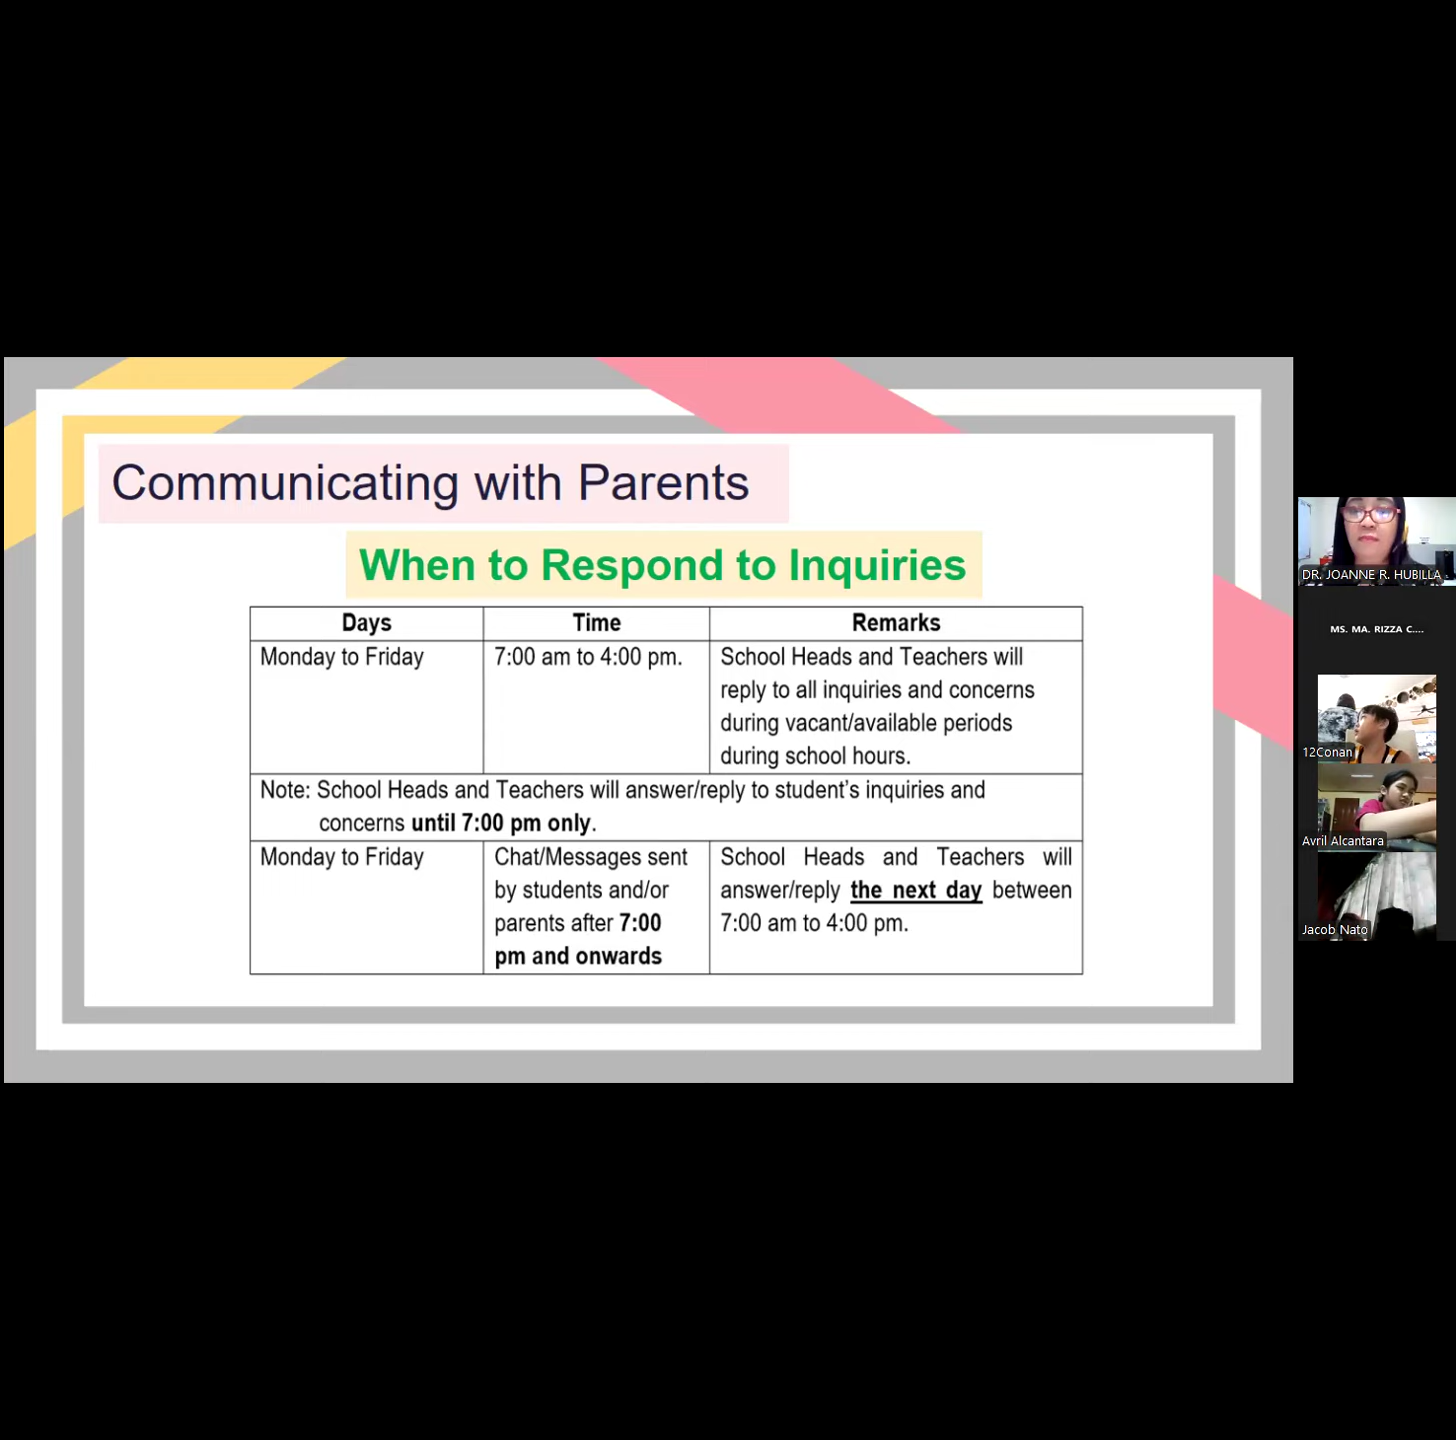 Communicating with Parents
When to Respond to Inquiries
Days Time Remarks
Monday to Friday 7:00 am to 4:00 pm. School Heads and Teachers will
reply to all inquiries and concerns
during vacant/available periods
during school hours.
Note: School Heads and Teachers will answer/reply to student's inquiries and
concerns until 7:00 pm only.
Monday to Friday Chat/Messages sent School Heads and Teachers will
by students and/or answer/reply the next day between
parents after 7:00 7:00 am to 4:00 pm.
pm and onwards
DR. JOANNE R. HUBILLA
MS. MA. RIZZA C....
12Conan
Avril Alcantara
Jacob Nato